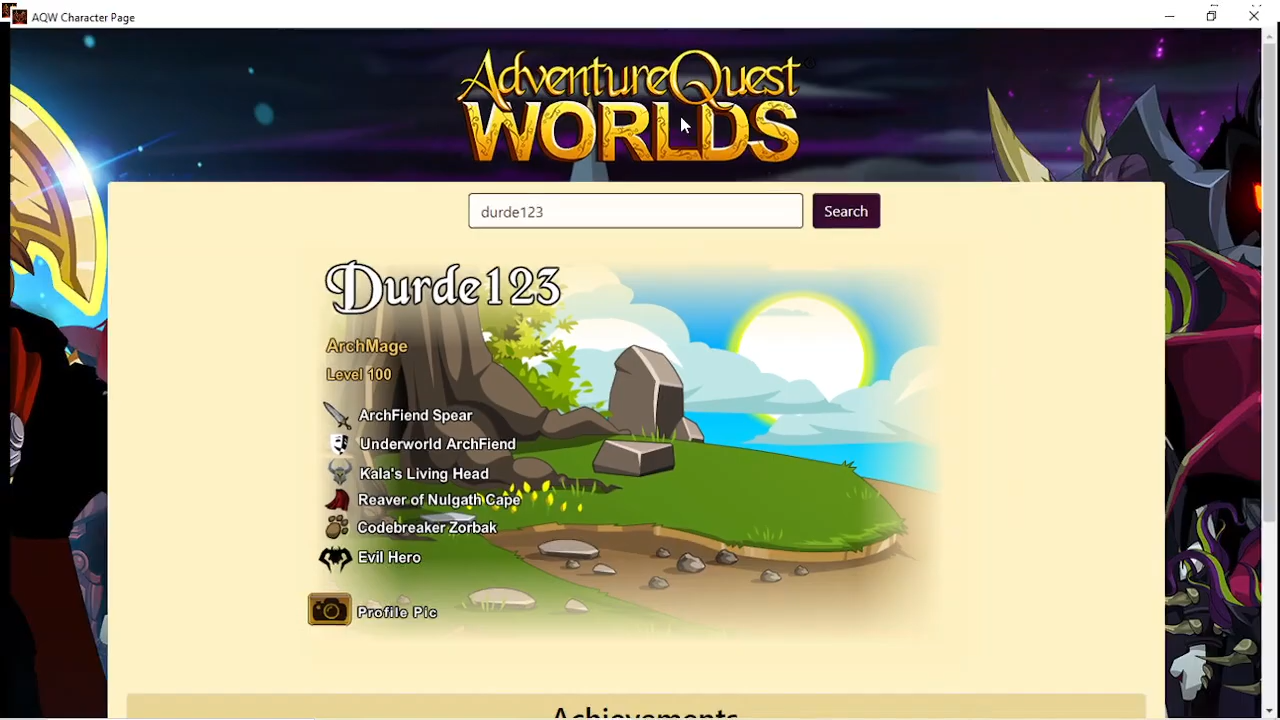 AQW Character Page
AdventureQuest
WORLDS
durde123
Search
Durde123
ArchMage
Level 100
ArchFiend Spear
Underworld ArchFiend
Kala's Living Head
Reaver of Nulgath Cape
Codebreaker Zorbak
Evil Hero
Profile Pic
Achievements